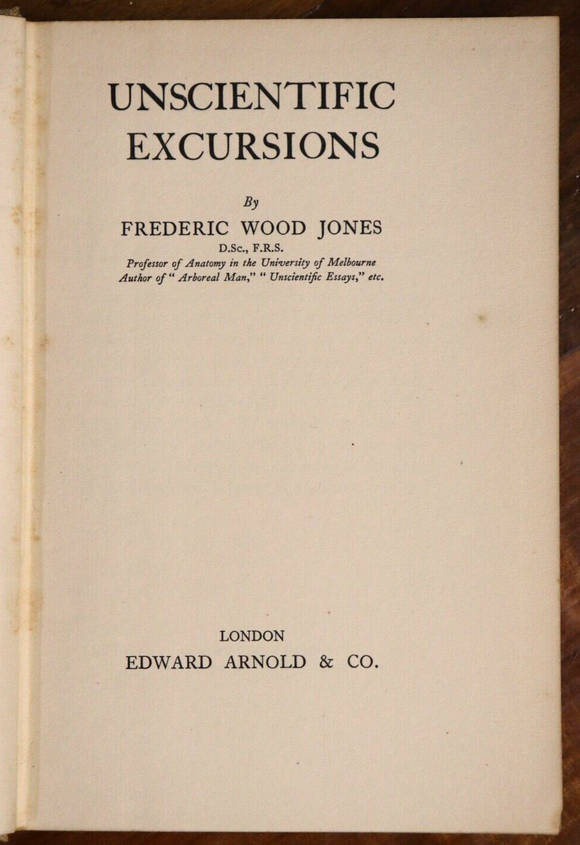 UNSCIENTIFIC
EXCURSIONS
By
FREDERIC WOOD JONES
D.Sc., F.R.S.
Professor of Anatomy in the University of Melbourne
Author of “ Arboreal Man,” “ Unscientific Essays,” etc.
LONDON
EDWARD ARNOLD & CO.